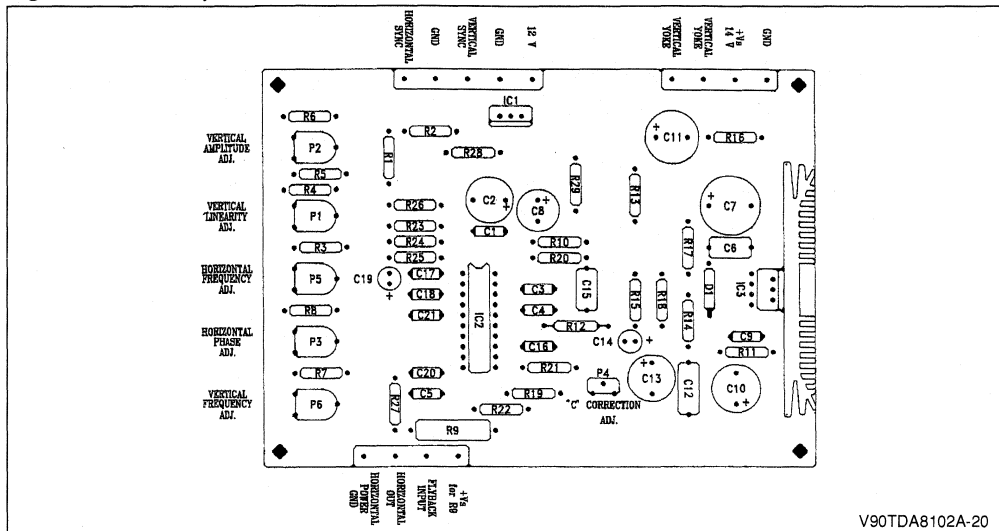 HORIZONTAL
SYNC
GND
VERTICAL
SYNC
GND
12 V
VERTICAL
YOKE
VERTICAL
YOKE
+Vs
14 V
GND
IC1
R6
R2
C11
R16
VERTICAL
AMPLITUDE
ADJ.
P2
R1
R28
R5
R4
R29
R13
C2
C8
C7
VERTICAL
LINEARITY
ADJ.
P1
R26
R23
C1
R3
R24
R10
R17
C6
R25
R20
HORIZONTAL
FREQUENCY
ADJ.
P5
C19
C17
C15
D1
IC3
C18
C3
R15
R18
R8
C21
IC2
C4
R14
R12
HORIZONTAL
PHASE
ADJ.
P3
C14
C9
C16
R11
R7
C20
R21
P4
C13
C12
C10
VERTICAL
FREQUENCY
ADJ.
P6
R27
C5
R19
"C" CORRECTION
ADJ.
R22
R9
HORIZONTAL
POWER
GND
HORIZONTAL
OUT
FLYBACK
INPUT
+Vs
for R9
V90TDA8102A-20